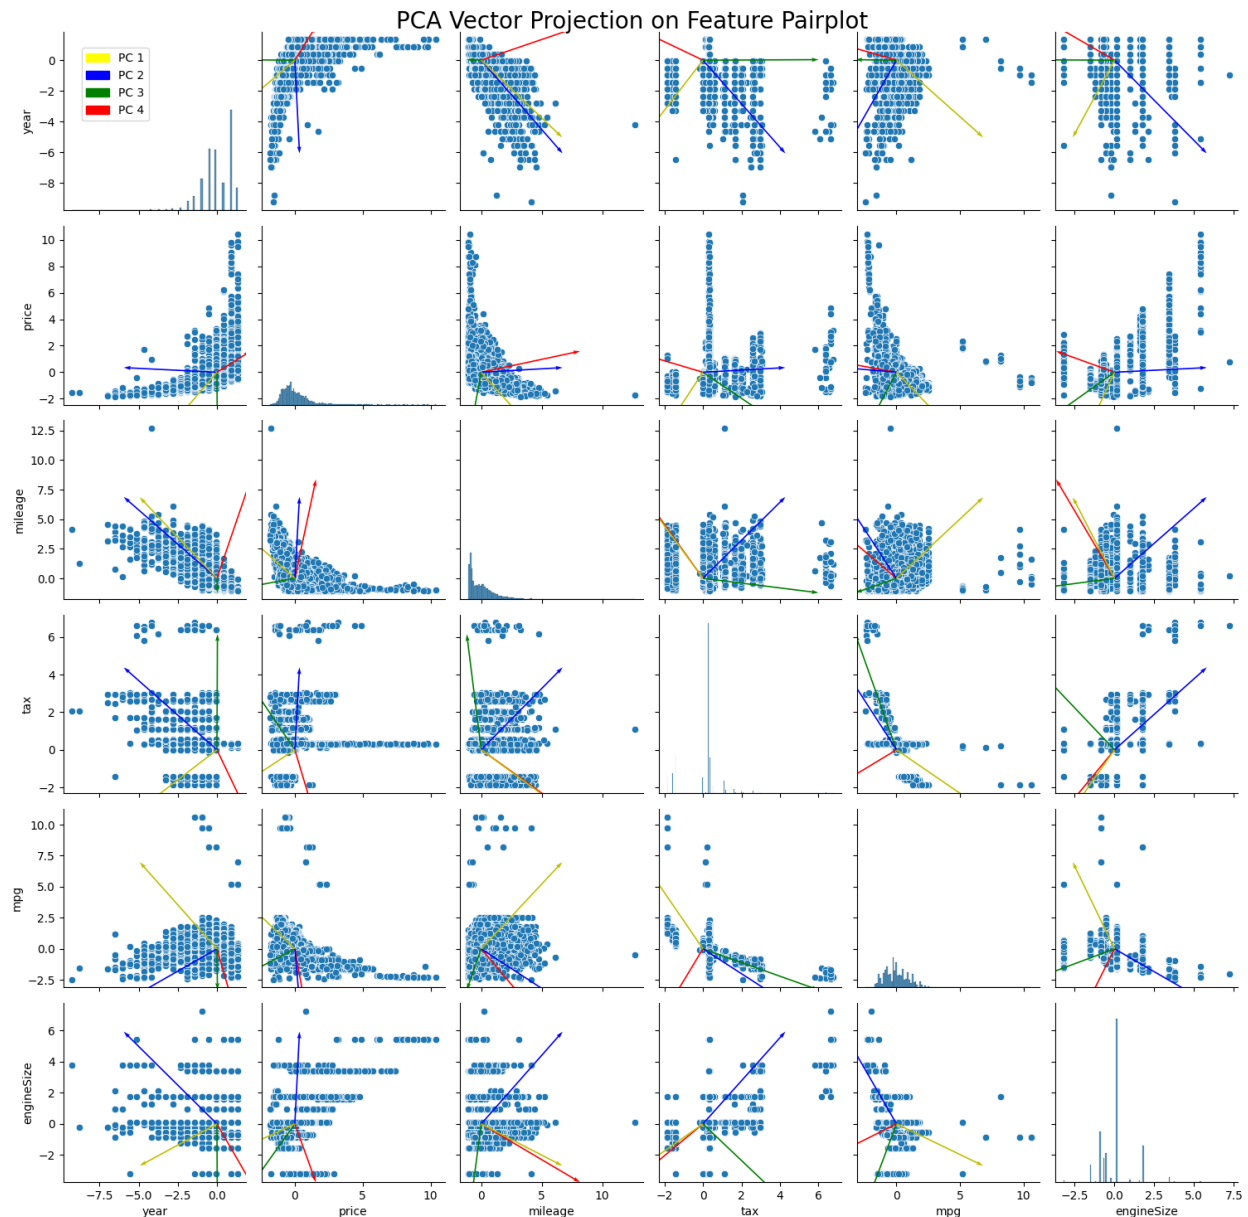 PCA Vector Projection on Feature Pairplot
PC 1
PC 2
PC 3
PC 4
year
0
−2
−4
−6
−8
price
10
8
6
4
2
0
−2
mileage
12.5
10.0
7.5
5.0
2.5
0.0
tax
6
4
2
0
−2
mpg
10.0
7.5
5.0
2.5
0.0
−2.5
engineSize
6
4
2
0
−2
−7.5 −5.0 −2.5 0.0
0 5 10
0 5 10
−2 0 2 4 6
0 5 10
−2.5 0.0 2.5 5.0 7.5
year price mileage tax mpg engineSize